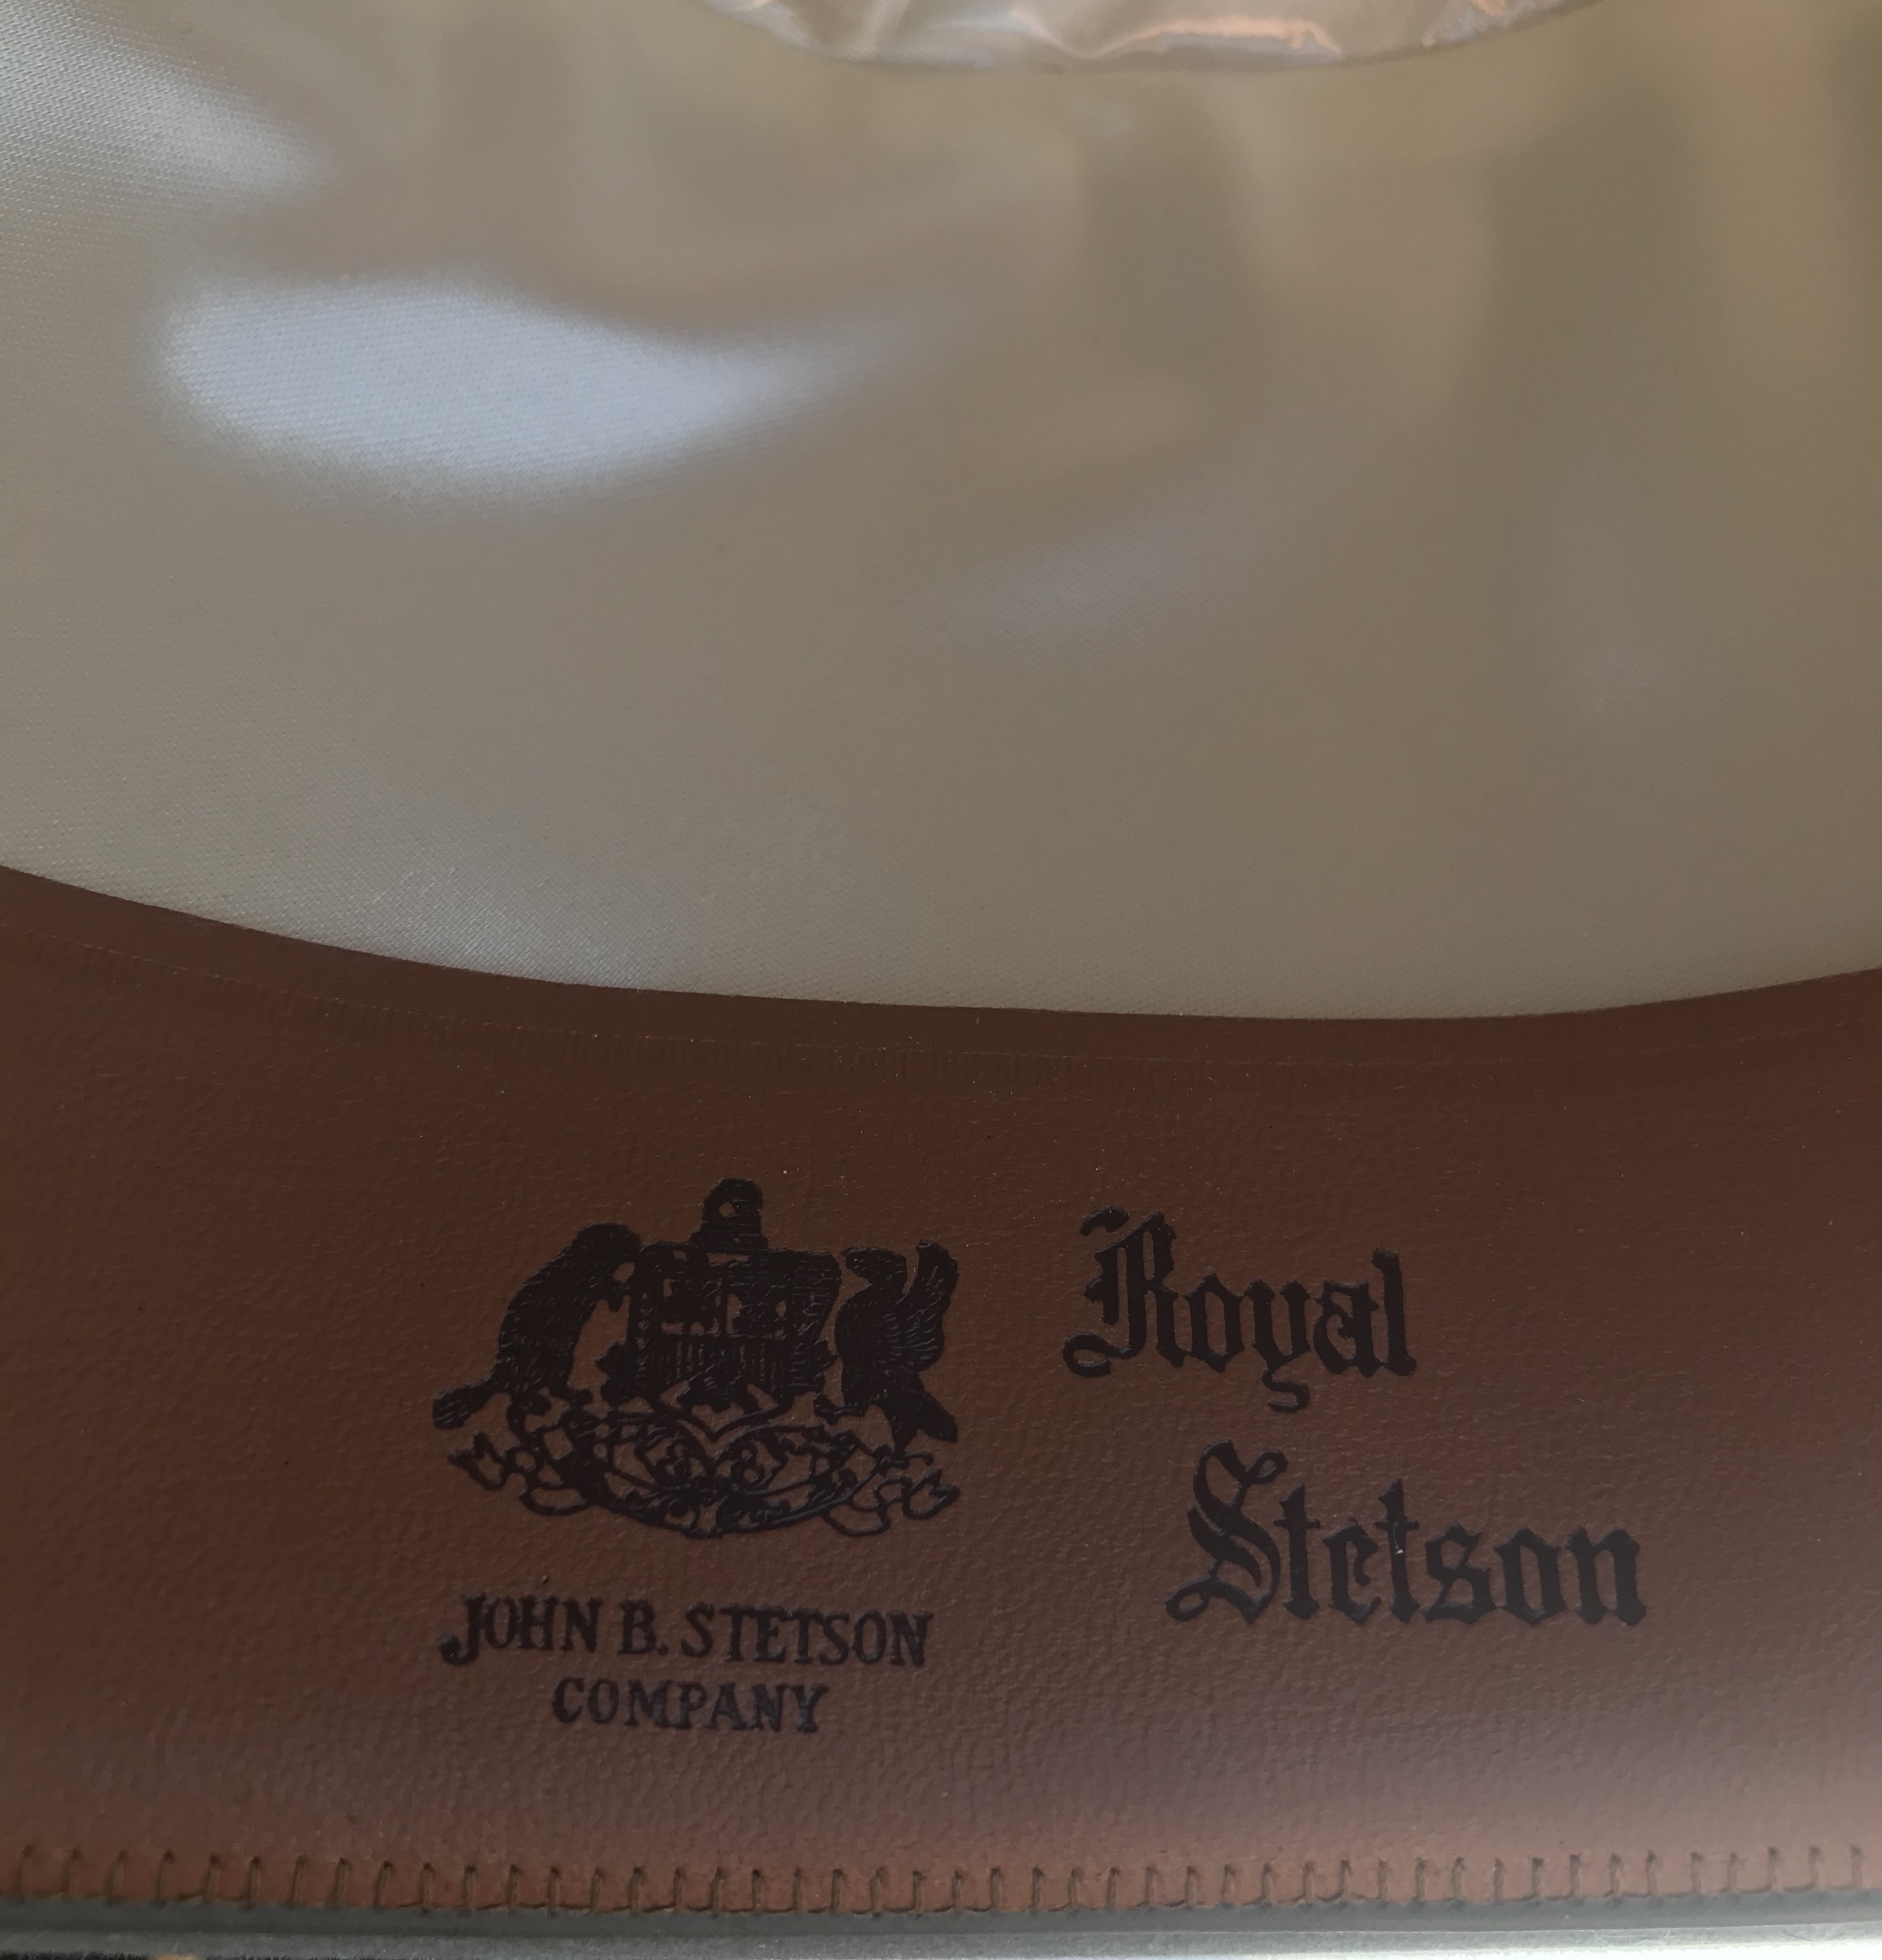 Royal
Stetson
JOHN B. STETSON
COMPANY